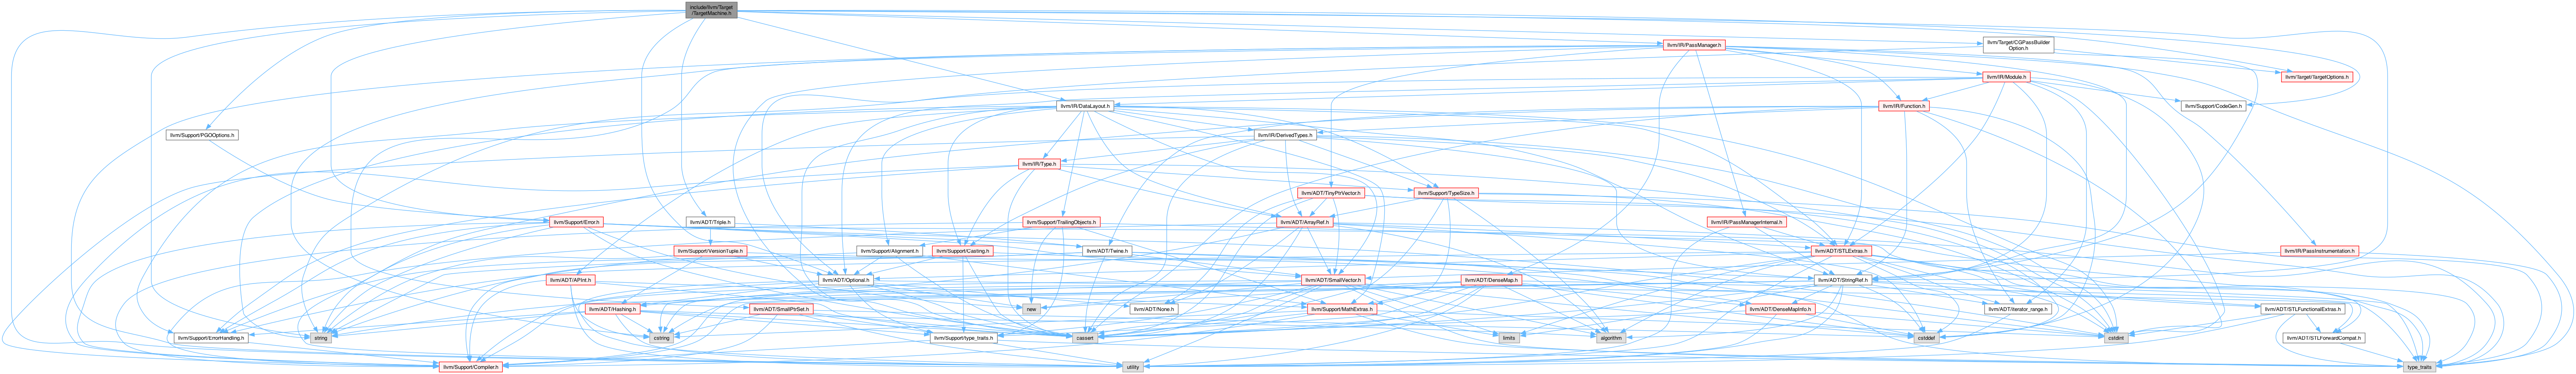 include/llvm/Target
/TargetMachine.h
llvm/IR/PassManager.h
llvm/Target/CGPassBuilder
Option.h
llvm/IR/Module.h
llvm/Target/TargetOptions.h
llvm/IR/DataLayout.h
llvm/IR/Function.h
llvm/Support/CodeGen.h
llvm/Support/PGOOptions.h
llvm/IR/DerivedTypes.h
llvm/IR/Type.h
llvm/ADT/TinyPtrVector.h
llvm/Support/TypeSize.h
llvm/Support/Error.h
llvm/ADT/Triple.h
llvm/Support/TrailingObjects.h
llvm/ADT/ArrayRef.h
llvm/IR/PassManagerInternal.h
llvm/Support/VersionTuple.h
llvm/Support/Alignment.h
llvm/Support/Casting.h
llvm/ADT/Twine.h
llvm/ADT/STLExtras.h
llvm/IR/PassInstrumentation.h
llvm/ADT/APInt.h
llvm/ADT/Optional.h
llvm/ADT/SmallVector.h
llvm/ADT/DenseMap.h
llvm/ADT/StringRef.h
llvm/ADT/Hashing.h
llvm/ADT/SmallPtrSet.h
new
llvm/ADT/None.h
llvm/Support/MathExtras.h
llvm/ADT/DenseMapInfo.h
llvm/ADT/iterator_range.h
llvm/ADT/STLFunctionalExtras.h
llvm/Support/ErrorHandling.h
string
cstring
cassert
llvm/Support/type_traits.h
limits
algorithm
cstddef
cstdint
llvm/ADT/STLForwardCompat.h
llvm/Support/Compiler.h
utility
type_traits